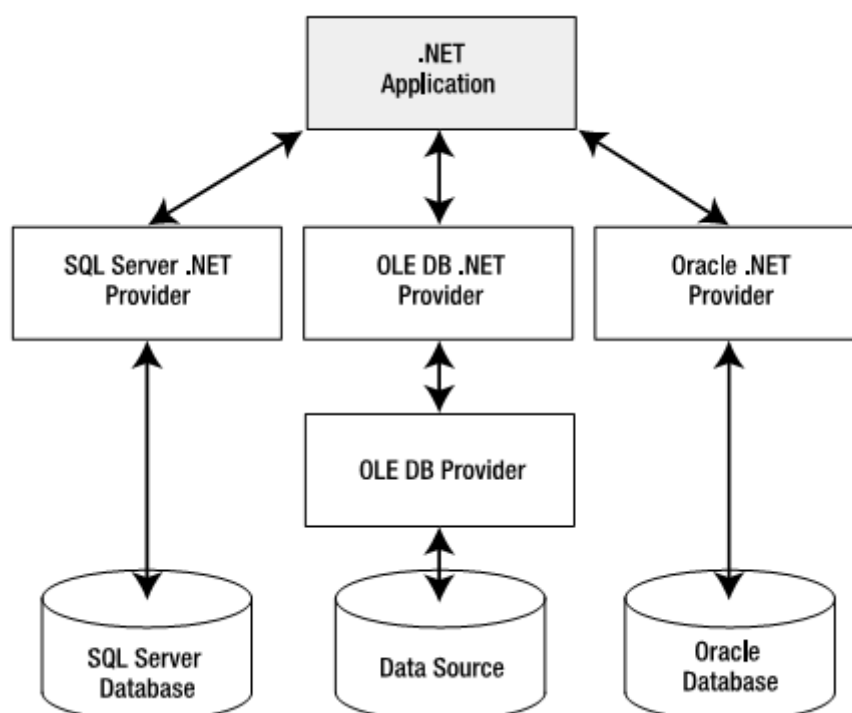 .NET
Application
SQL Server .NET
Provider
OLE DB .NET
Provider
Oracle .NET
Provider
OLE DB Provider
SQL Server
Database
Data Source
Oracle
Database